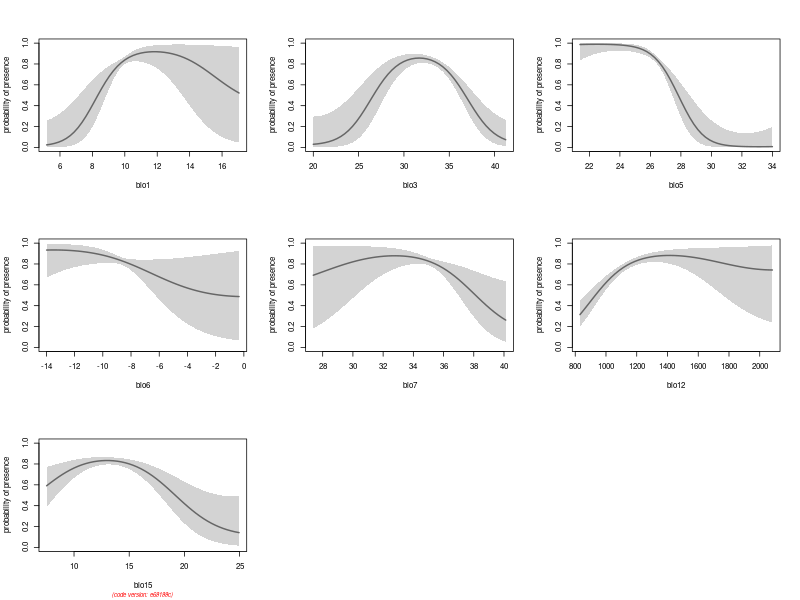 probability of presence
0.0 0.2 0.4 0.6 0.8 1.0
6 8 10 12 14 16
bio1
probability of presence
0.0 0.2 0.4 0.6 0.8 1.0
20 25 30 35 40
bio3
probability of presence
0.0 0.2 0.4 0.6 0.8 1.0
22 24 26 28 30 32 34
bio5
probability of presence
0.0 0.2 0.4 0.6 0.8 1.0
-14 -12 -10 -8 -6 -4 -2 0
bio6
probability of presence
0.0 0.2 0.4 0.6 0.8 1.0
28 30 32 34 36 38 40
bio7
probability of presence
0.0 0.2 0.4 0.6 0.8 1.0
800 1000 1200 1400 1600 1800 2000
bio12
probability of presence
0.0 0.2 0.4 0.6 0.8 1.0
10 15 20 25
bio15
(code version: